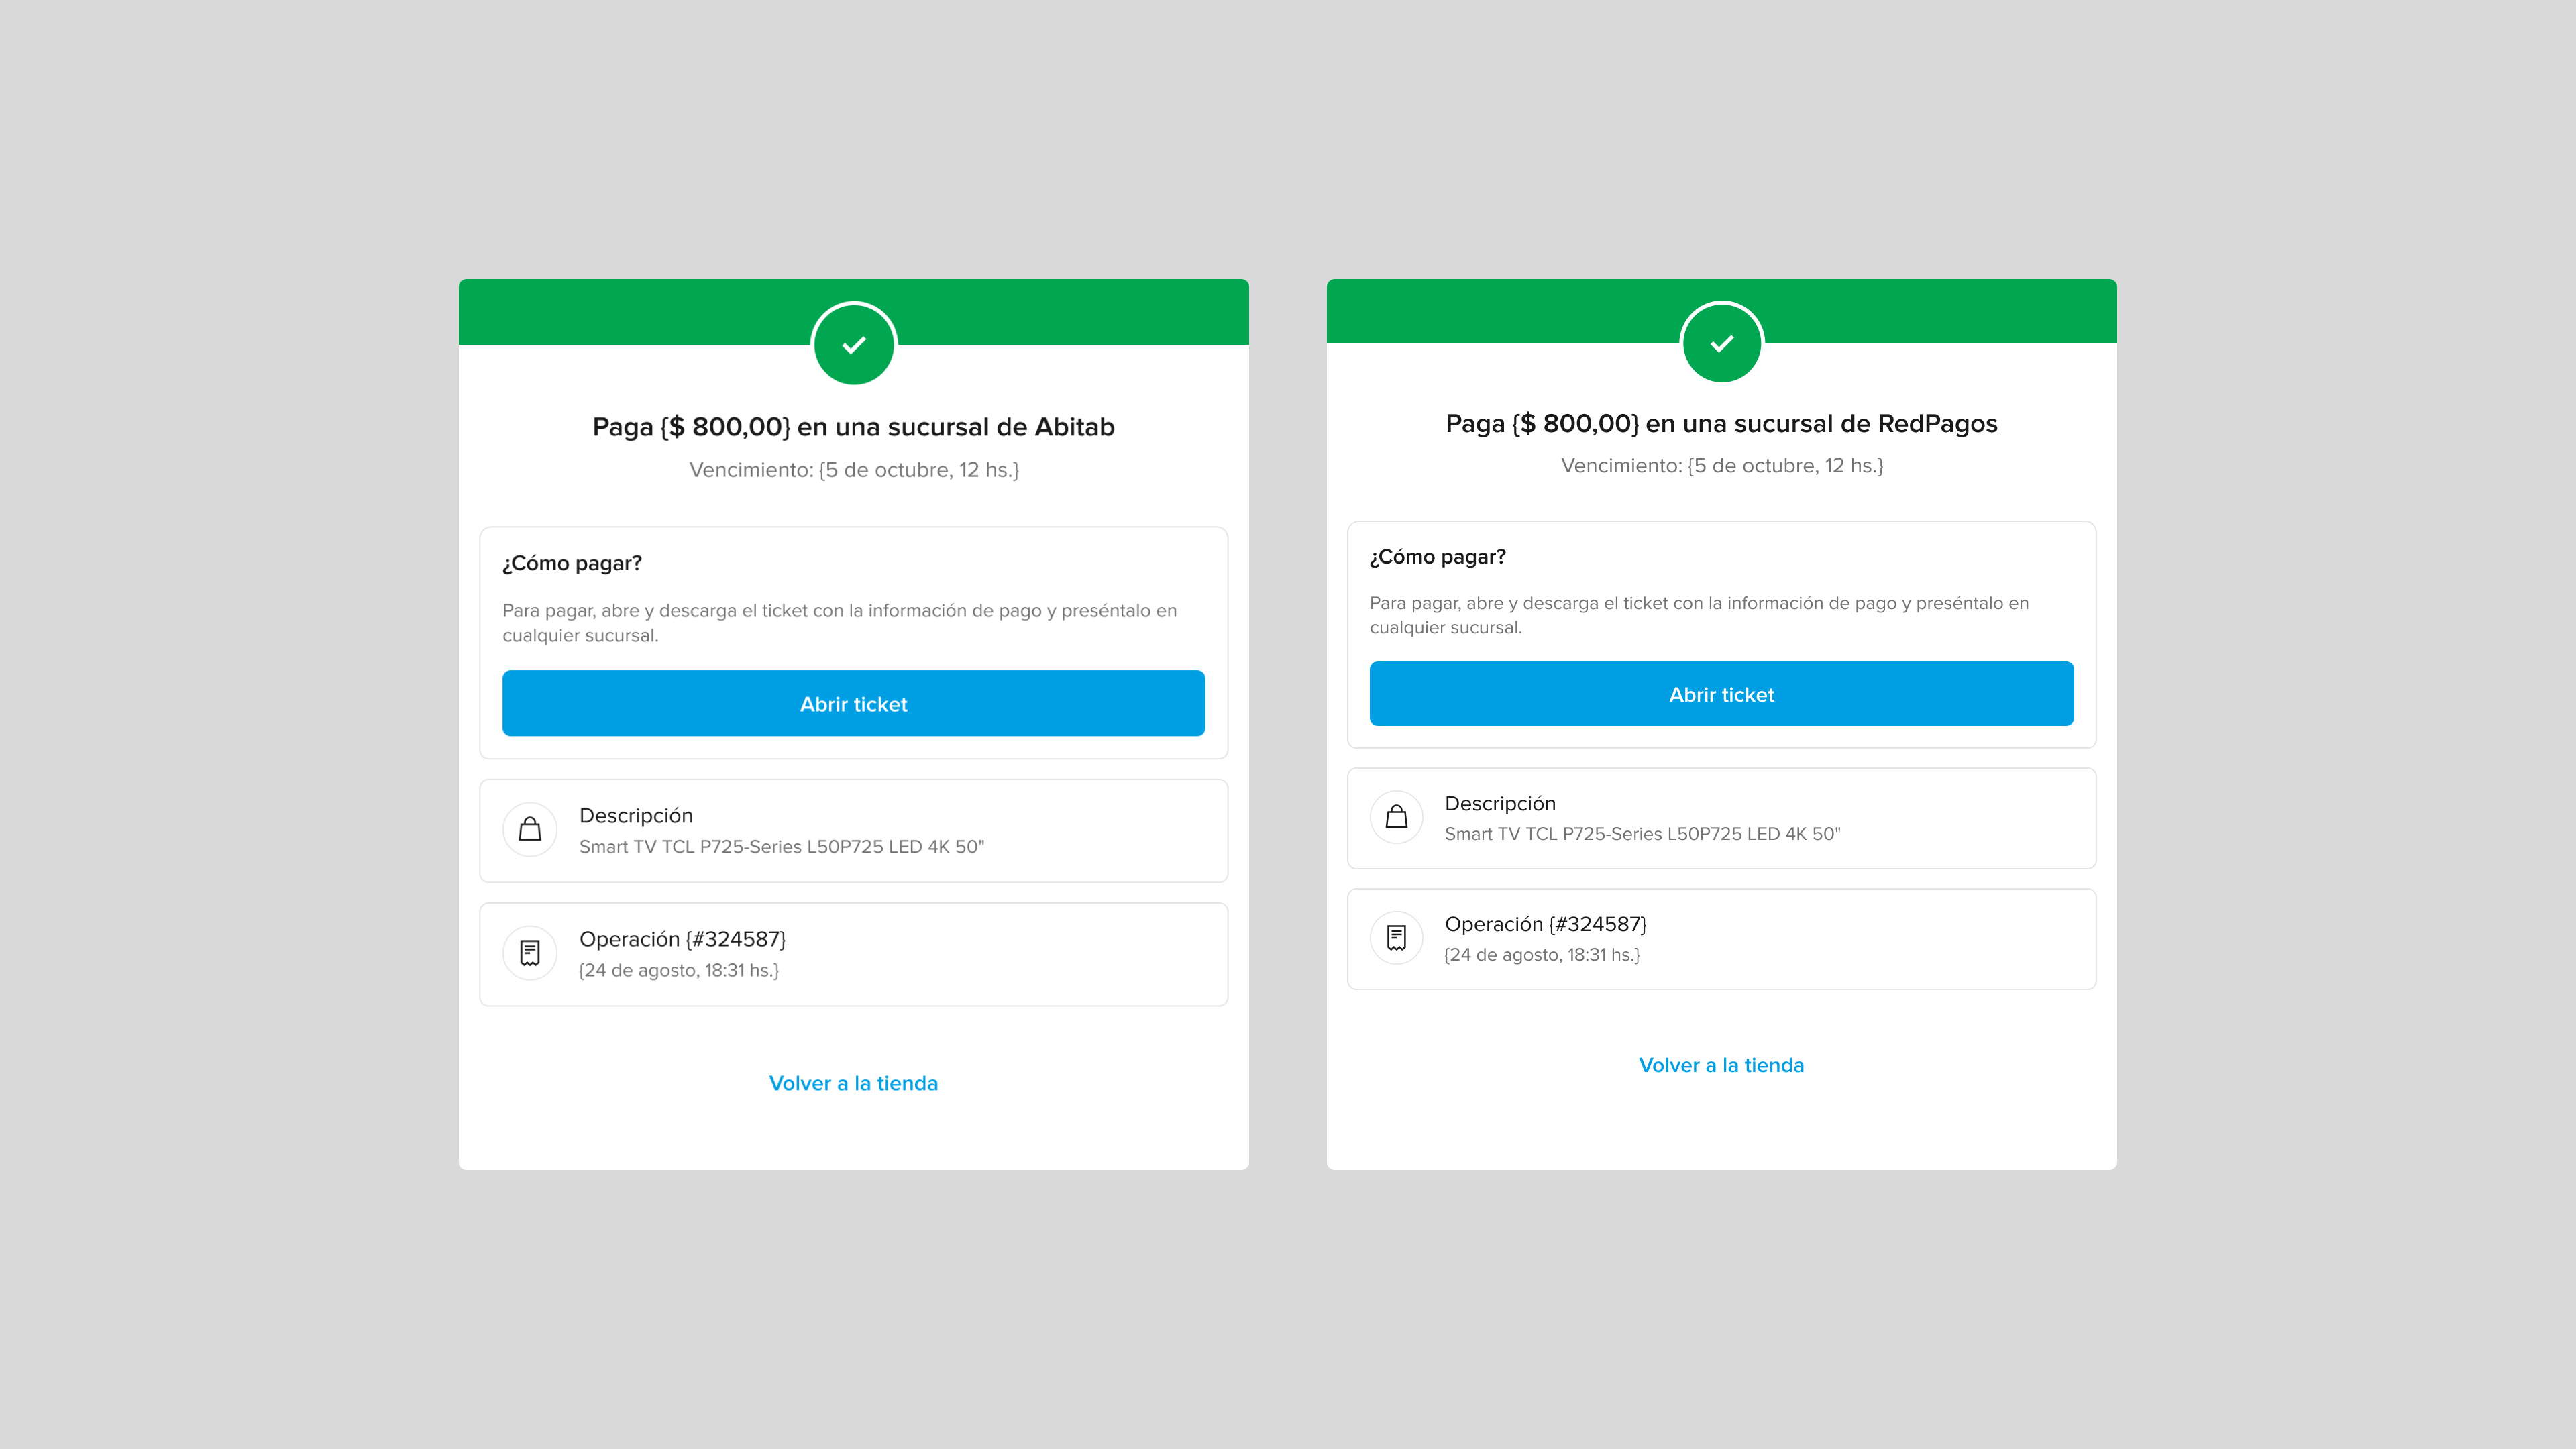 Paga {$ 800,00} en una sucursal de Abitab
Vencimiento: {5 de octubre, 12 hs.}
¿Cómo pagar?
Para pagar, abre y descarga el ticket con la información de pago y preséntalo en
cualquier sucursal.
Abrir ticket
Descripción
Smart TV TCL P725-Series L50P725 LED 4K 50"
Operación {#324587}
{24 de agosto, 18:31 hs.}
Volver a la tienda
Paga {$ 800,00} en una sucursal de RedPagos
Vencimiento: {5 de octubre, 12 hs.}
¿Cómo pagar?
Para pagar, abre y descarga el ticket con la información de pago y preséntalo en
cualquier sucursal.
Abrir ticket
Descripción
Smart TV TCL P725-Series L50P725 LED 4K 50"
Operación {#324587}
{24 de agosto, 18:31 hs.}
Volver a la tienda